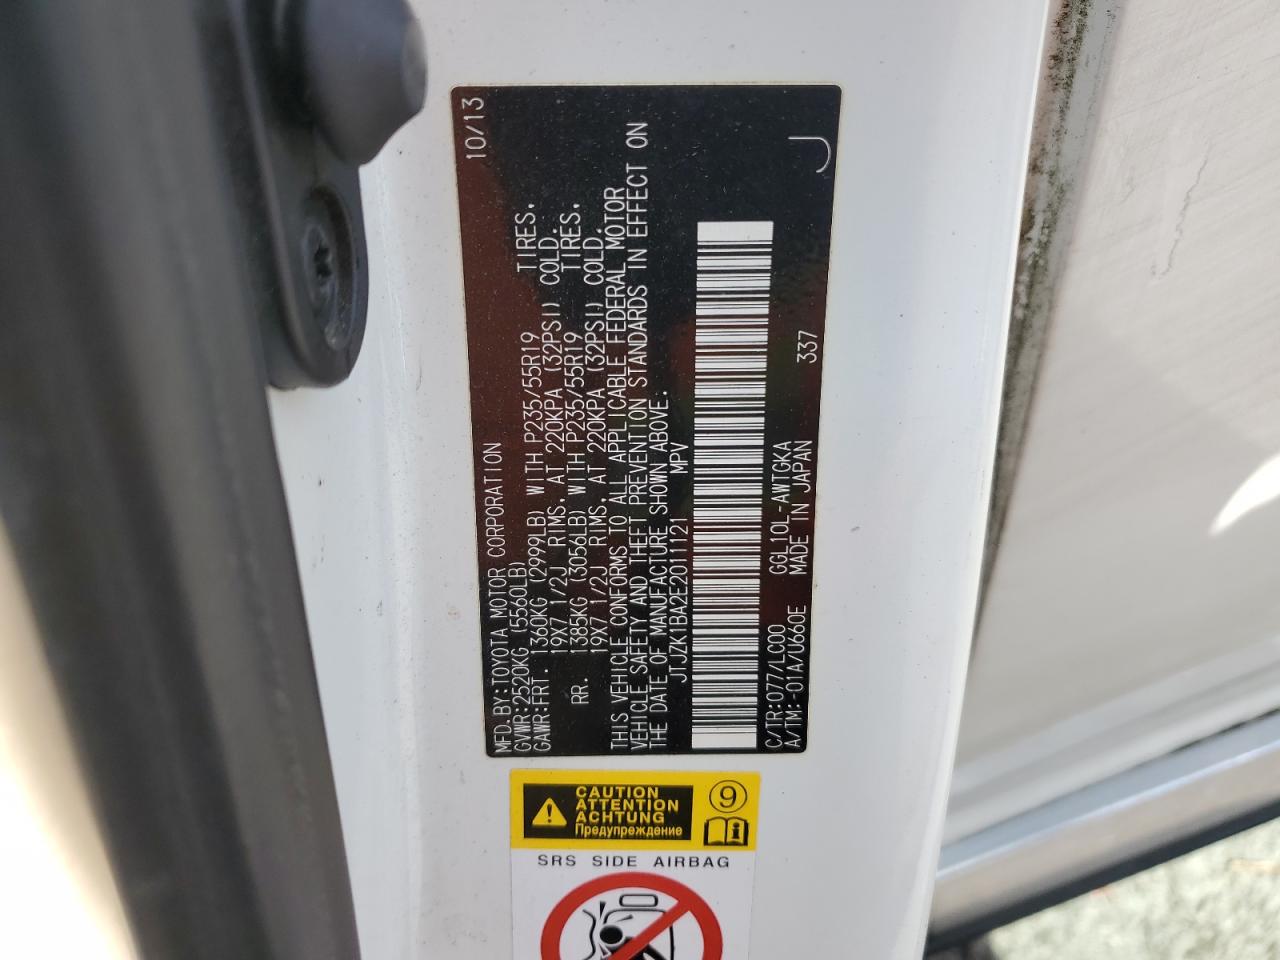 MFD.BY:TOYOTA MOTOR CORPORATION 10/13
GVWR:2520KG (5560LB)
GAWR:FRT. 1360KG (2999LB) WITH P235/55R19 TIRES,
19X7 1/2J RIMS, AT 220KPA (32PSI) COLD.
RR. 1385KG (3056LB) WITH P235/55R19 TIRES,
19X7 1/2J RIMS, AT 220KPA (32PSI) COLD.
THIS VEHICLE CONFORMS TO ALL APPLICABLE FEDERAL MOTOR
VEHICLE SAFETY AND THEFT PREVENTION STANDARDS IN EFFECT ON
THE DATE OF MANUFACTURE SHOWN ABOVE.
JTJZK1BA2E2011121 MPV
J
C/TR:077/LC00 GGL10L-AWTGKA 337
A/TM:-01A/U660E MADE IN JAPAN
CAUTION
ATTENTION
ACHTUNG
Предупреждение
9
SRS SIDE AIRBAG